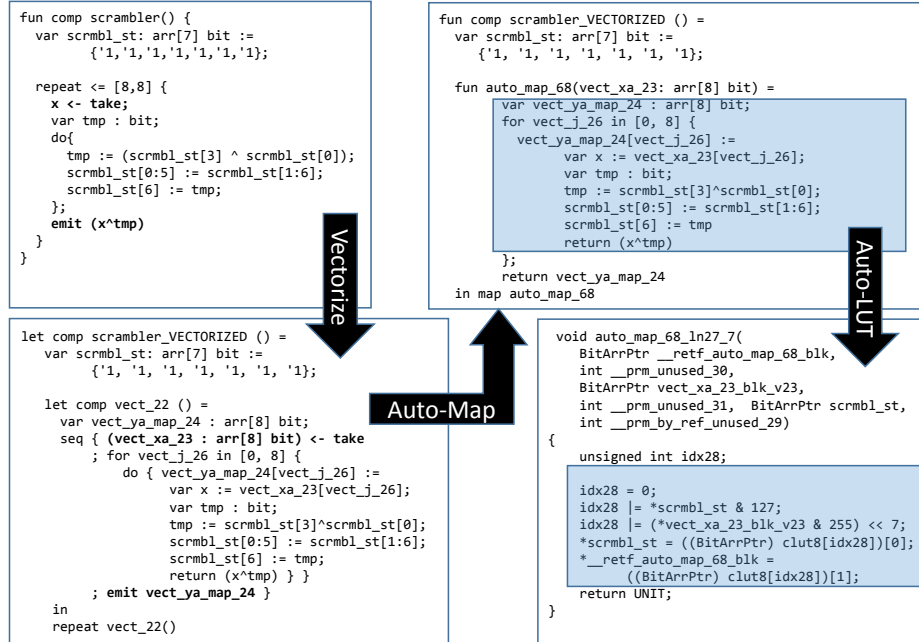 fun comp scrambler() {
var scrmbl_st: arr[7] bit :=
{'1,'1,'1,'1,'1,'1,'1};
repeat <= [8,8] {
x <- take;
var tmp : bit;
do{
tmp := (scrmbl_st[3] ^ scrmbl_st[0]);
scrmbl_st[0:5] := scrmbl_st[1:6];
scrmbl_st[6] := tmp;
};
emit (x^tmp)
}
}
Vectorize
let comp scrambler_VECTORIZED () =
var scrmbl_st: arr[7] bit :=
{'1, '1, '1, '1, '1, '1, '1};
let comp vect_22 () =
var vect_ya_map_24 : arr[8] bit;
seq { (vect_xa_23 : arr[8] bit) <- take
; for vect_j_26 in [0, 8] {
do { vect_ya_map_24[vect_j_26] :=
var x := vect_xa_23[vect_j_26];
var tmp : bit;
tmp := scrmbl_st[3]^scrmbl_st[0];
scrmbl_st[0:5] := scrmbl_st[1:6];
scrmbl_st[6] := tmp;
return (x^tmp) } }
; emit vect_ya_map_24 }
in
repeat vect_22()
Auto-Map
fun comp scrambler_VECTORIZED () =
var scrmbl_st: arr[7] bit :=
{'1, '1, '1, '1, '1, '1, '1};
fun auto_map_68(vect_xa_23: arr[8] bit) =
var vect_ya_map_24 : arr[8] bit;
for vect_j_26 in [0, 8] {
vect_ya_map_24[vect_j_26] :=
var x := vect_xa_23[vect_j_26];
var tmp : bit;
tmp := scrmbl_st[3]^scrmbl_st[0];
scrmbl_st[0:5] := scrmbl_st[1:6];
scrmbl_st[6] := tmp
return (x^tmp)
};
return vect_ya_map_24
in map auto_map_68
Auto-LUT
void auto_map_68_ln27_7(
BitArrPtr __retf_auto_map_68_blk,
int __prm_unused_30,
BitArrPtr vect_xa_23_blk_v23,
int __prm_unused_31, BitArrPtr scrmbl_st,
int __prm_by_ref_unused_29)
{
unsigned int idx28;
idx28 = 0;
idx28 |= *scrmbl_st & 127;
idx28 |= (*vect_xa_23_blk_v23 & 255) << 7;
*scrmbl_st = ((BitArrPtr) clut8[idx28])[0];
*__retf_auto_map_68_blk =
((BitArrPtr) clut8[idx28])[1];
return UNIT;
}